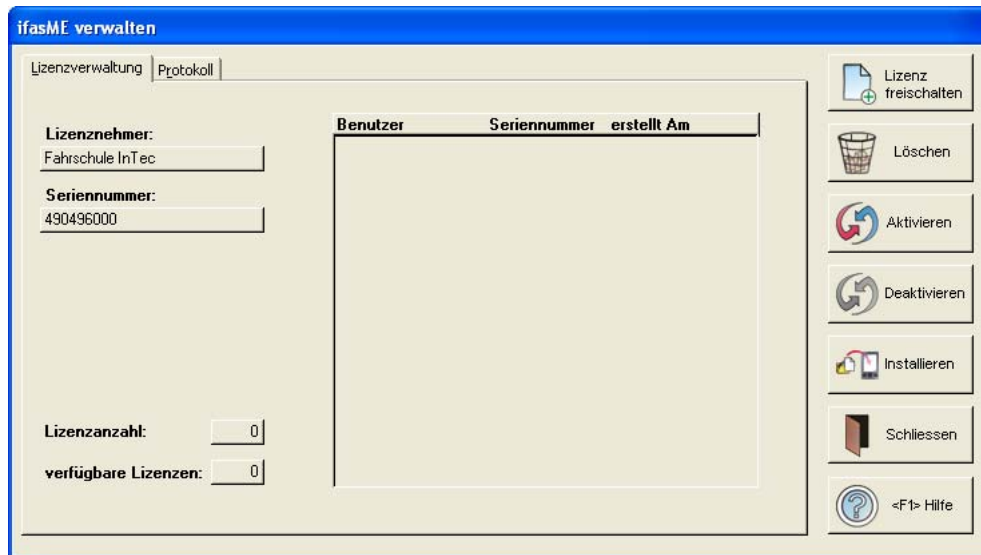 ifasME verwalten
Lizenzverwaltung
Protokoll
Lizenznehmer:
Fahrschule InTec
Seriennummer:
490496000
Lizenzanzahl:
0
verfügbare Lizenzen:
0
Benutzer Seriennummer erstellt Am
Lizenz
freischalten
Löschen
Aktivieren
Deaktivieren
Installieren
Schliessen
<F1> Hilfe